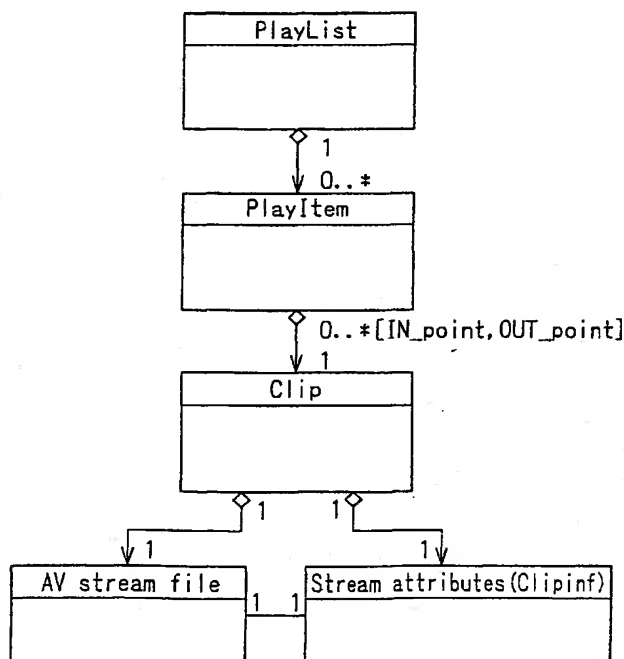 PlayList
1
0..*
PlayItem
0..*[IN_point,OUT_point]
1
Clip
1 1
1 1
AV stream file
Stream attributes(Clipinf)
1 1